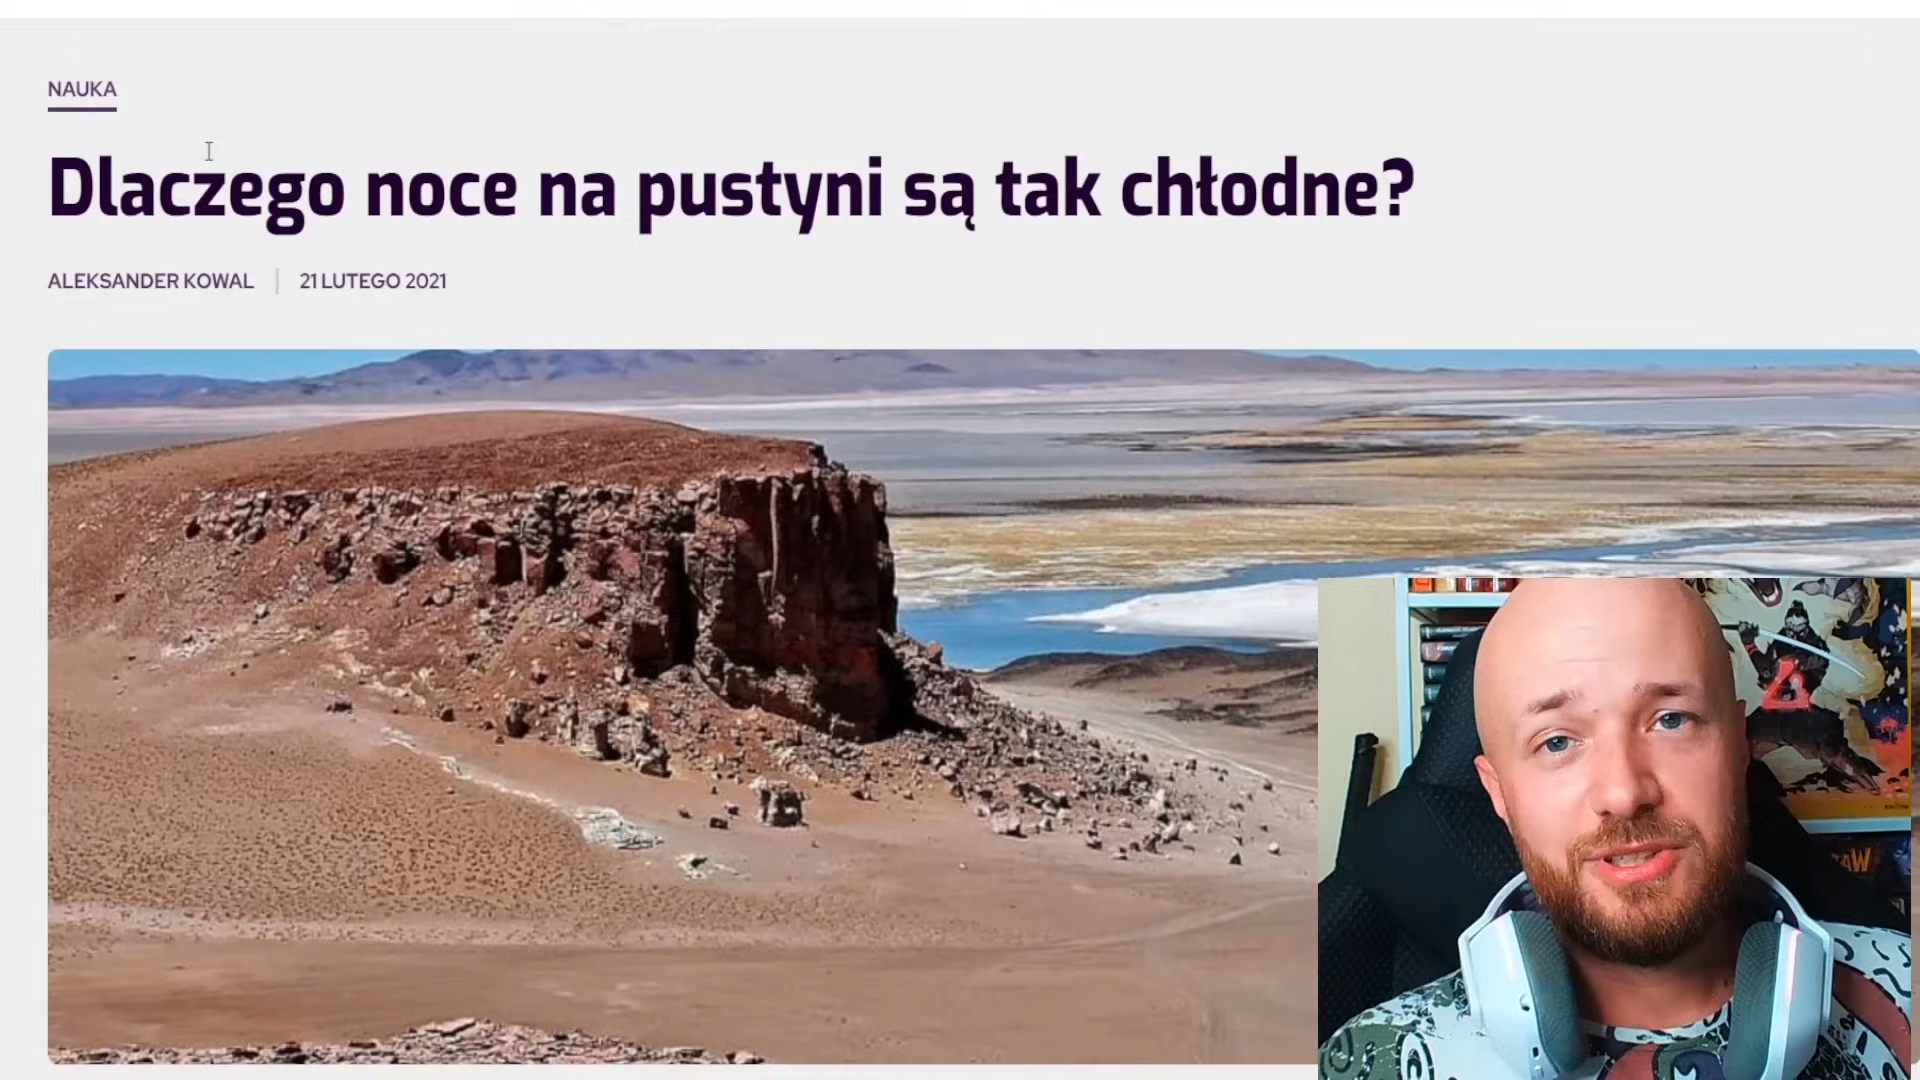 NAUKA
Dlaczego noce na pustyni są tak chłodne?
ALEKSANDER KOWAL
21 LUTEGO 2021